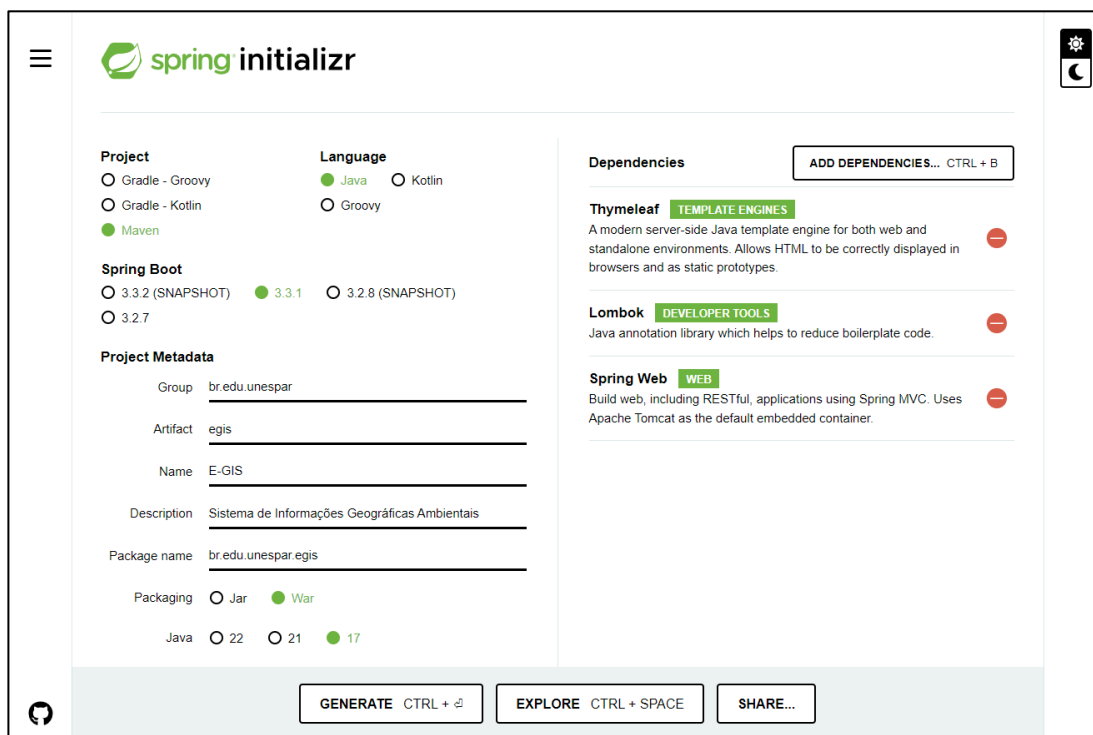 spring initializr
Project
Gradle - Groovy
Gradle - Kotlin
Maven
Language
Java Kotlin
Groovy
Spring Boot
3.3.2 (SNAPSHOT) 3.3.1 3.2.8 (SNAPSHOT)
3.2.7
Project Metadata
Group br.edu.unespar
Artifact egis
Name E-GIS
Description Sistema de Informações Geográficas Ambientais
Package name br.edu.unespar.egis
Packaging Jar War
Java 22 21 17
Dependencies
ADD DEPENDENCIES... CTRL + B
Thymeleaf TEMPLATE ENGINES
A modern server-side Java template engine for both web and
standalone environments. Allows HTML to be correctly displayed in
browsers and as static prototypes.
Lombok DEVELOPER TOOLS
Java annotation library which helps to reduce boilerplate code.
Spring Web WEB
Build web, including RESTful, applications using Spring MVC. Uses
Apache Tomcat as the default embedded container.
GENERATE CTRL + ⏎ EXPLORE CTRL + SPACE SHARE...